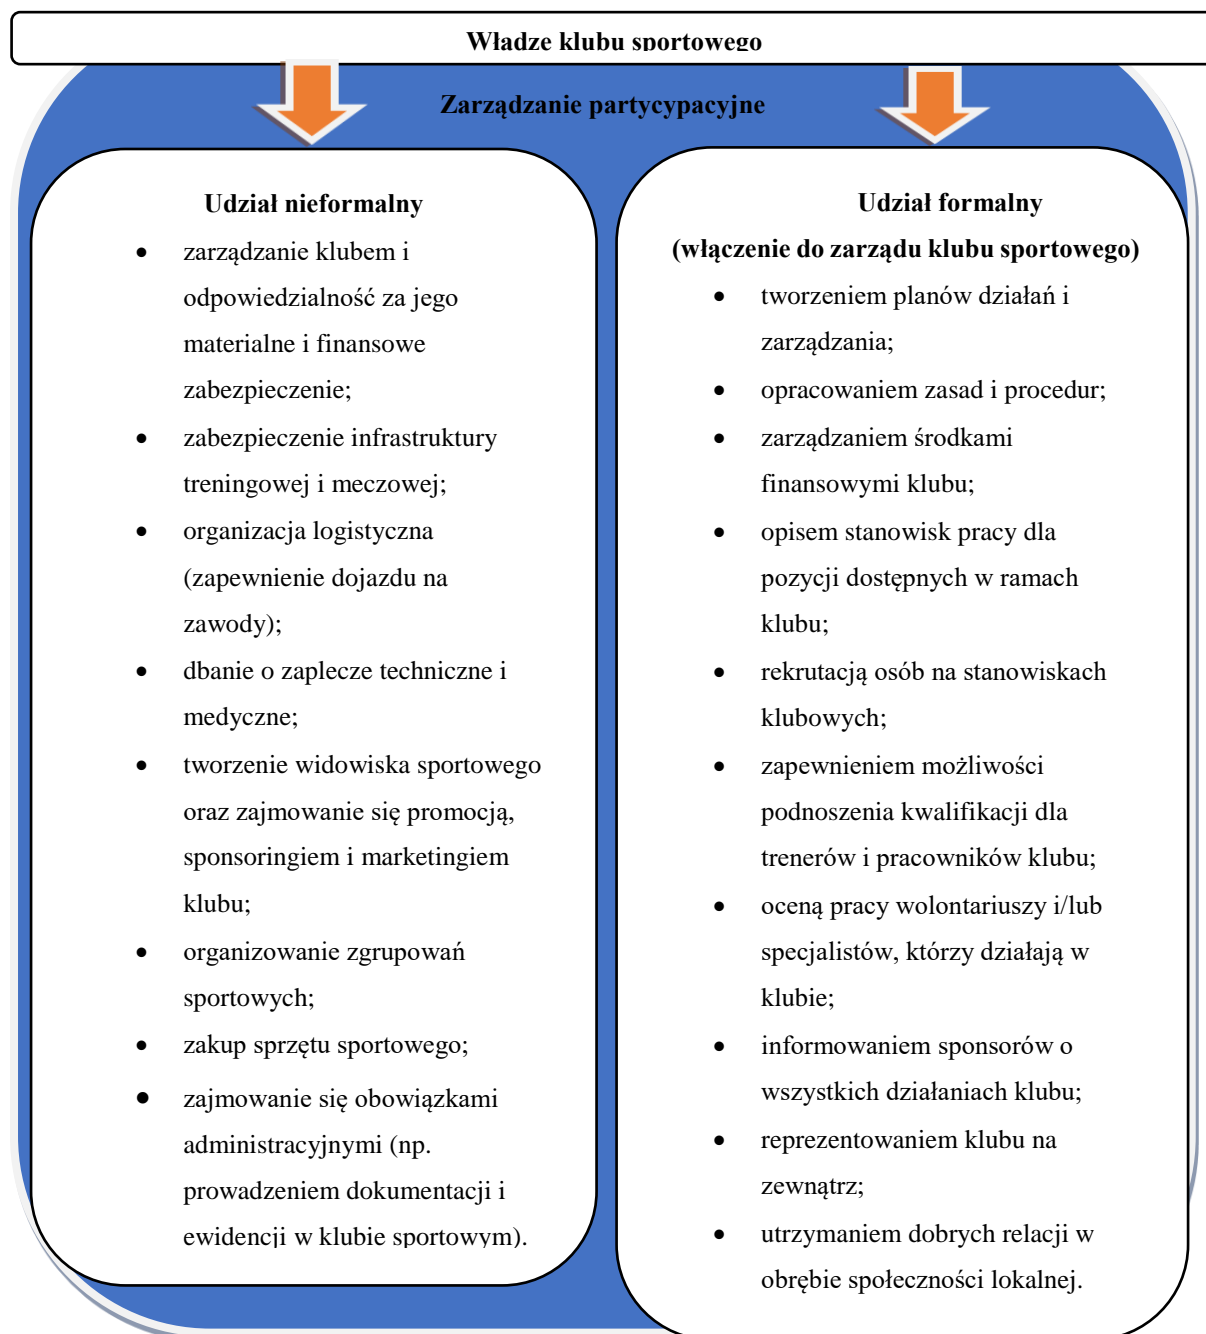 Władze klubu sportowego
Zarządzanie partycypacyjne
Udział nieformalny
• zarządzanie klubem i
odpowiedzialność za jego
materialne i finansowe
zabezpieczenie;
• zabezpieczenie infrastruktury
treningowej i meczowej;
• organizacja logistyczna
(zapewnienie dojazdu na
zawody);
• dbanie o zaplecze techniczne i
medyczne;
• tworzenie widowiska sportowego
oraz zajmowanie się promocją,
sponsoringiem i marketingiem
klubu;
• organizowanie zgrupowań
sportowych;
• zakup sprzętu sportowego;
• zajmowanie się obowiązkami
administracyjnymi (np.
prowadzeniem dokumentacji i
ewidencji w klubie sportowym).
Udział formalny
(włączenie do zarządu klubu sportowego)
• tworzeniem planów działań i
zarządzania;
• opracowaniem zasad i procedur;
• zarządzaniem środkami
finansowymi klubu;
• opisem stanowisk pracy dla
pozycji dostępnych w ramach
klubu;
• rekrutacją osób na stanowiskach
klubowych;
• zapewnieniem możliwości
podnoszenia kwalifikacji dla
trenerów i pracowników klubu;
• oceną pracy wolontariuszy i/lub
specjalistów, którzy działają w
klubie;
• informowaniem sponsorów o
wszystkich działaniach klubu;
• reprezentowaniem klubu na
zewnątrz;
• utrzymaniem dobrych relacji w
obrębie społeczności lokalnej.